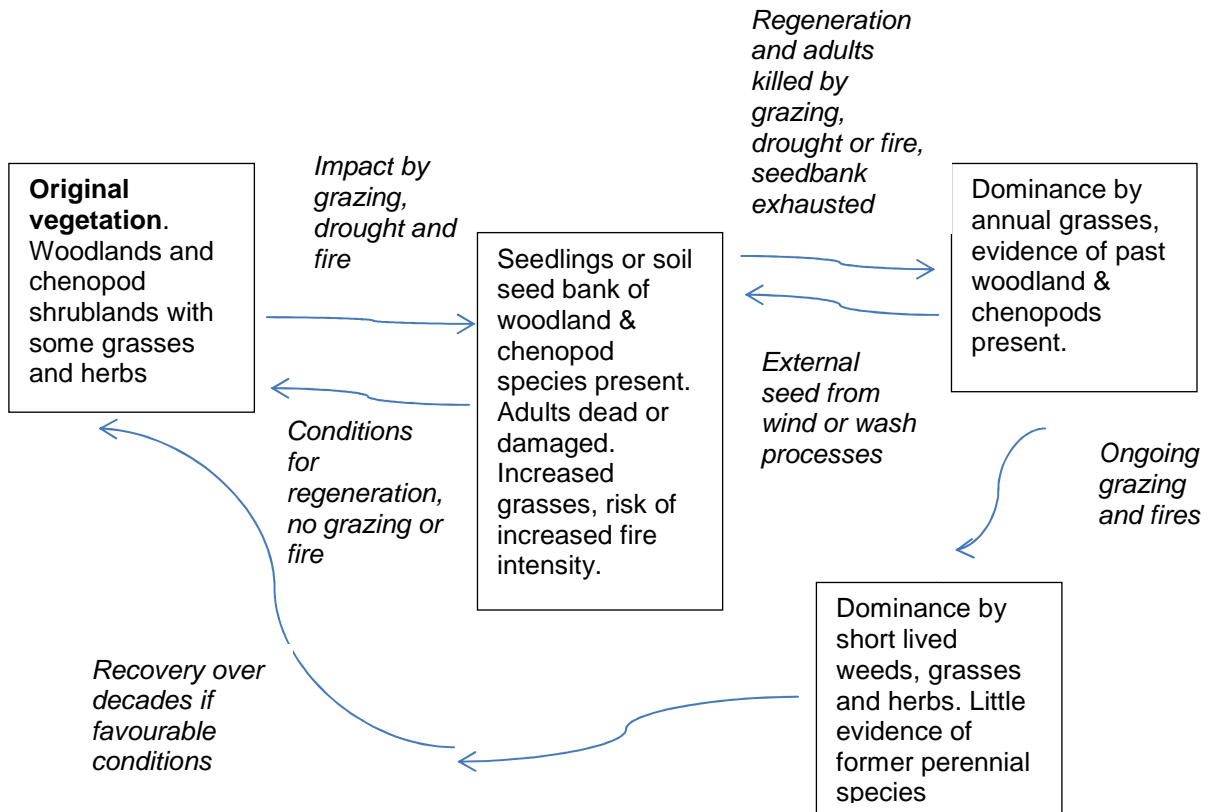 Original
vegetation.
Woodlands and
chenopod
shrublands with
some grasses
and herbs
Impact by
grazing,
drought and
fire
Conditions
for
regeneration,
no grazing or
fire
Seedlings or soil
seed bank of
woodland &
chenopod
species present.
Adults dead or
damaged.
Increased
grasses, risk of
increased fire
intensity.
Regeneration
and adults
killed by
grazing,
drought or fire,
seedbank
exhausted
External
seed from
wind or wash
processes
Dominance by
annual grasses,
evidence of past
woodland &
chenopods
present.
Ongoing
grazing
and fires
Dominance by
short lived
weeds, grasses
and herbs. Little
evidence of
former perennial
species
Recovery over
decades if
favourable
conditions